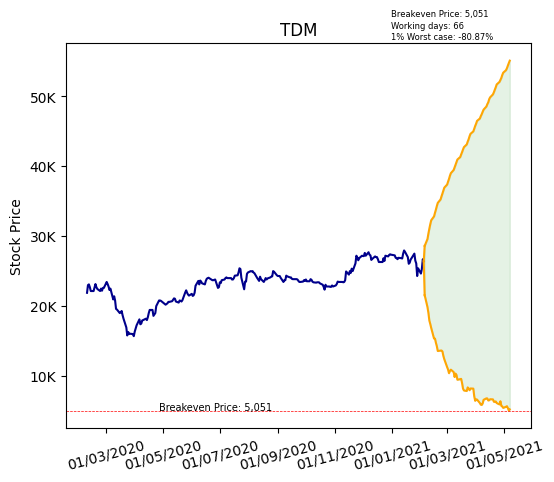 Breakeven Price: 5,051
Working days: 66
1% Worst case: -80.87%
TDM
Stock Price
50K
40K
30K
20K
10K
Breakeven Price: 5,051
01/03/2020
01/05/2020
01/07/2020
01/09/2020
01/11/2020
01/01/2021
01/03/2021
01/05/2021